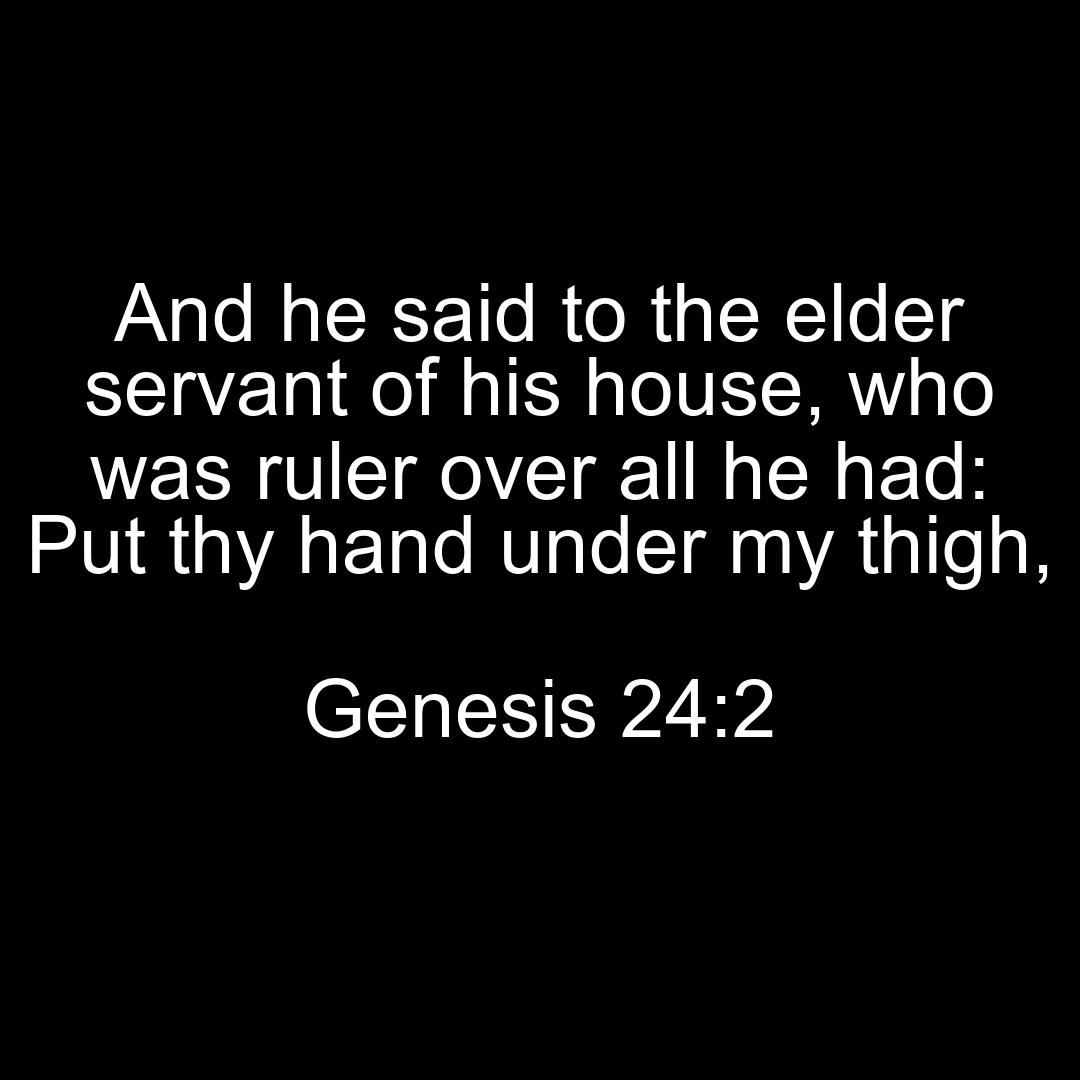 And he said to the elder
servant of his house, who
was ruler over all he had:
Put thy hand under my thigh,
Genesis 24:2